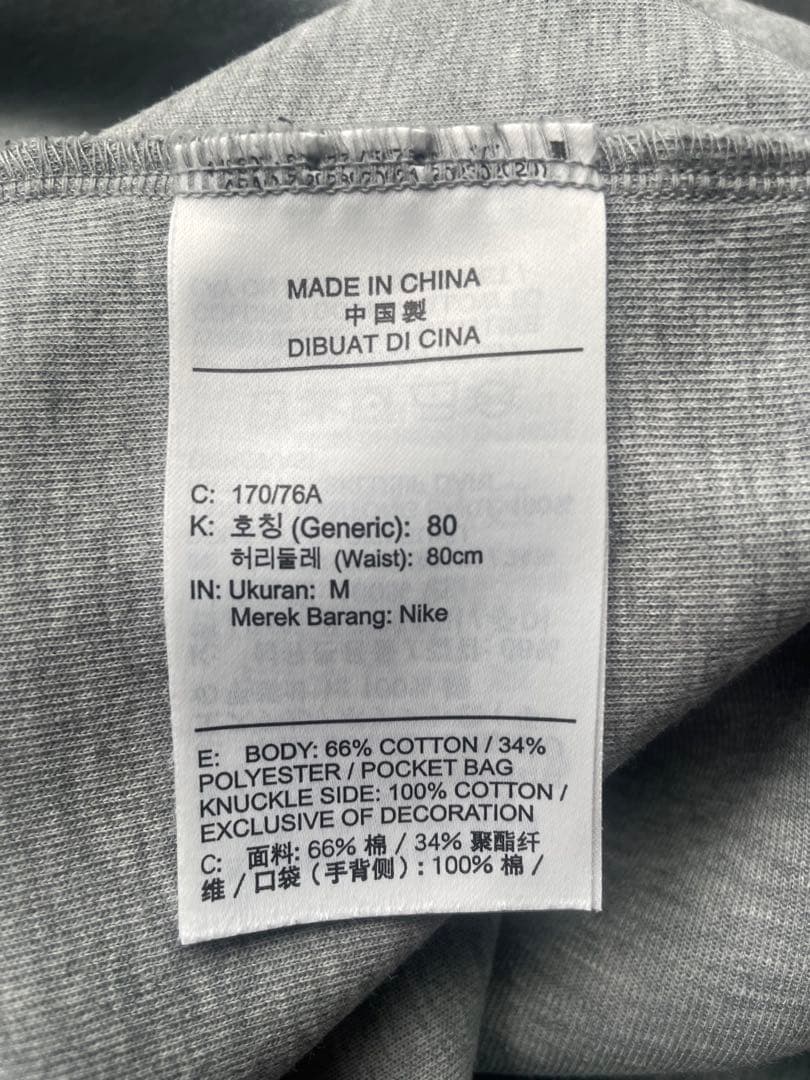 MADE IN CHINA
中国製
DIBUAT DI CINA
C: 170/76A
K: 호칭 (Generic): 80
허리둘레 (Waist): 80cm
IN: Ukuran: M
Merek Barang: Nike
E: BODY: 66% COTTON / 34%
POLYESTER / POCKET BAG
KNUCKLE SIDE: 100% COTTON /
EXCLUSIVE OF DECORATION
C: 面料: 66% 棉 / 34% 聚酯纤
维 / 口袋 (手背侧) : 100% 棉 /